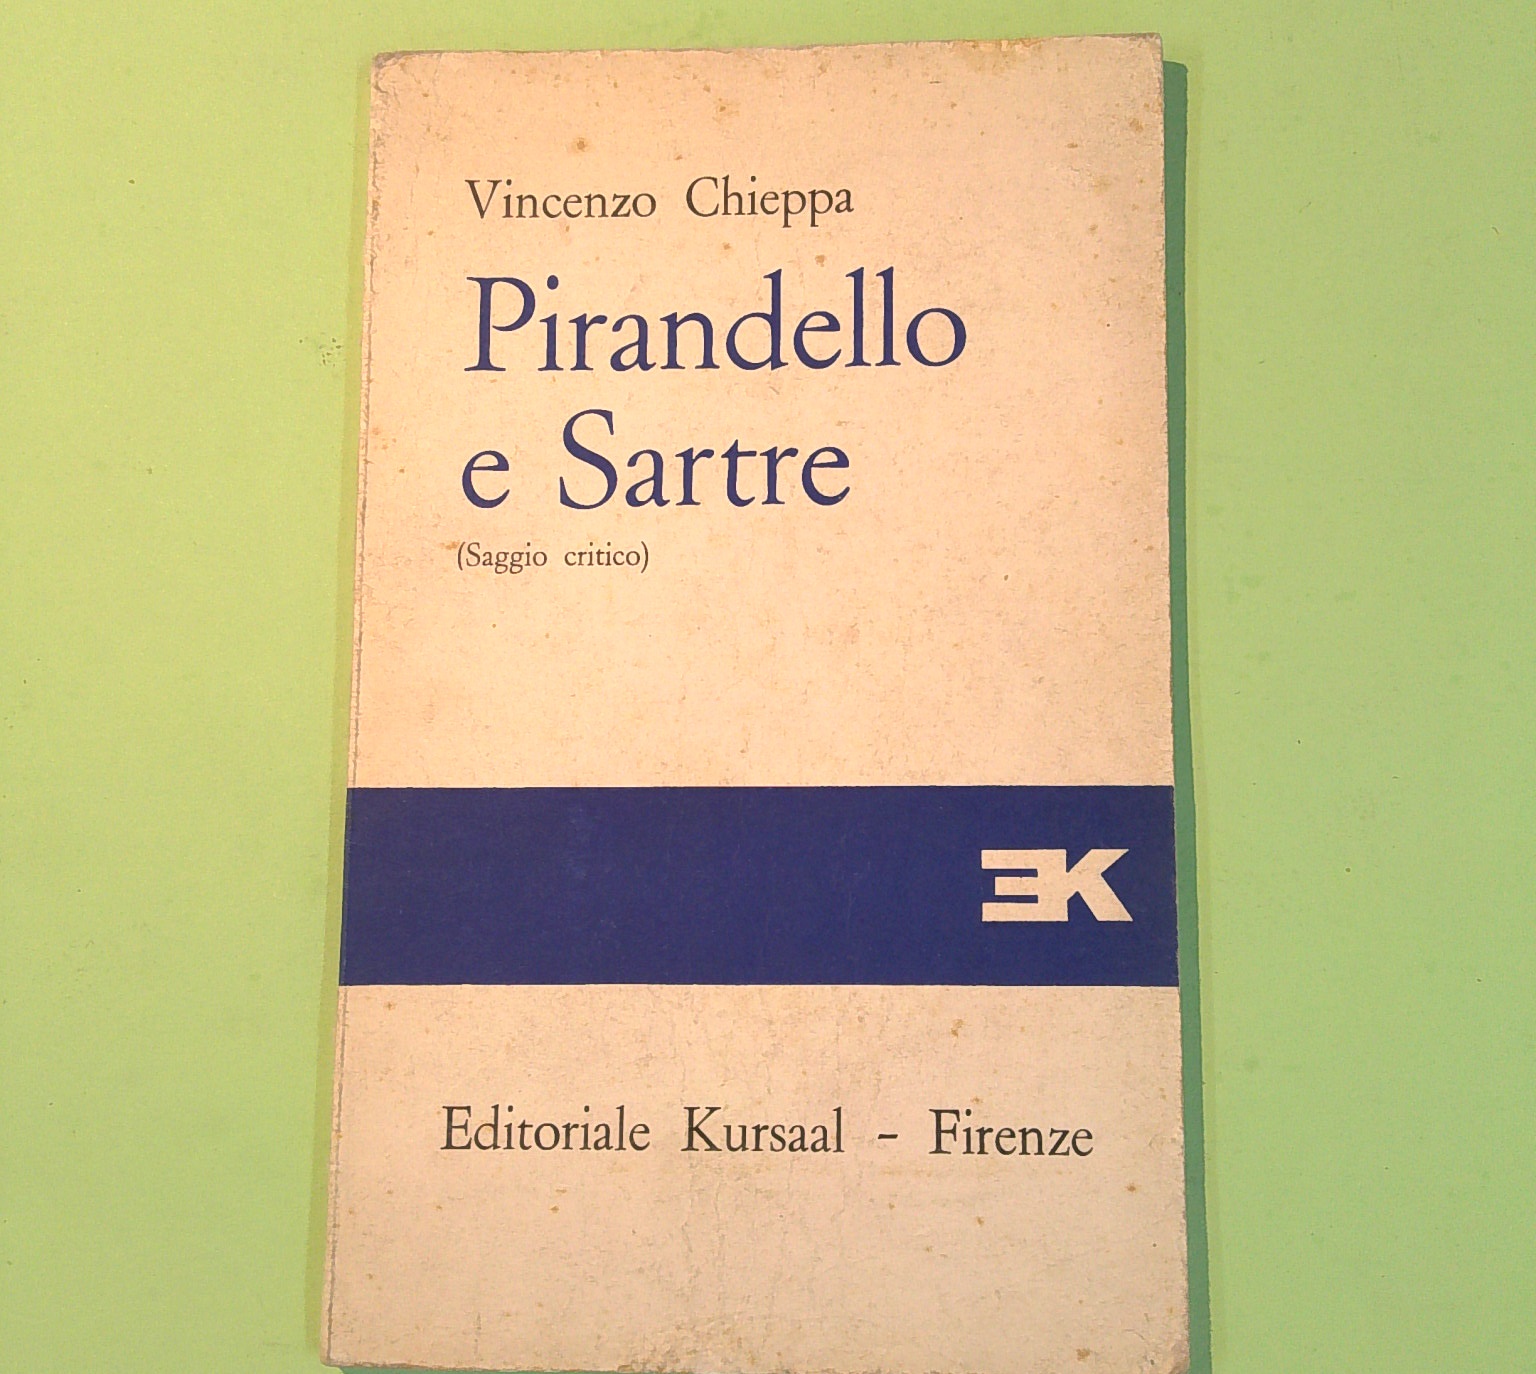 Vincenzo Chieppa
Pirandello
e Sartre
(Saggio critico)
EK
Editoriale Kursaal - Firenze